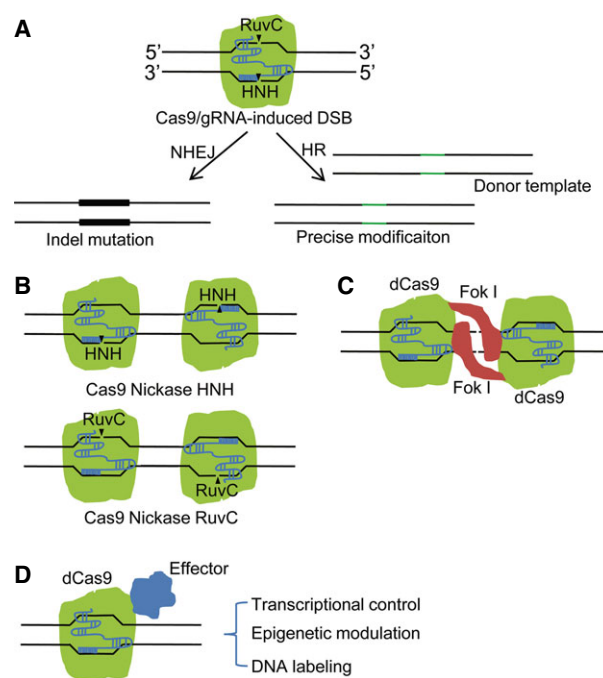 A
RuvC
5’ 3’
3’ 5’
HNH
Cas9/gRNA-induced DSB
NHEJ HR
Donor template
Indel mutation Precise modificaiton
B
HNH
HNH
Cas9 Nickase HNH
RuvC
RuvC
Cas9 Nickase RuvC
C
dCas9 Fok I
Fok I dCas9
D
dCas9 Effector
Transcriptional control
Epigenetic modulation
DNA labeling